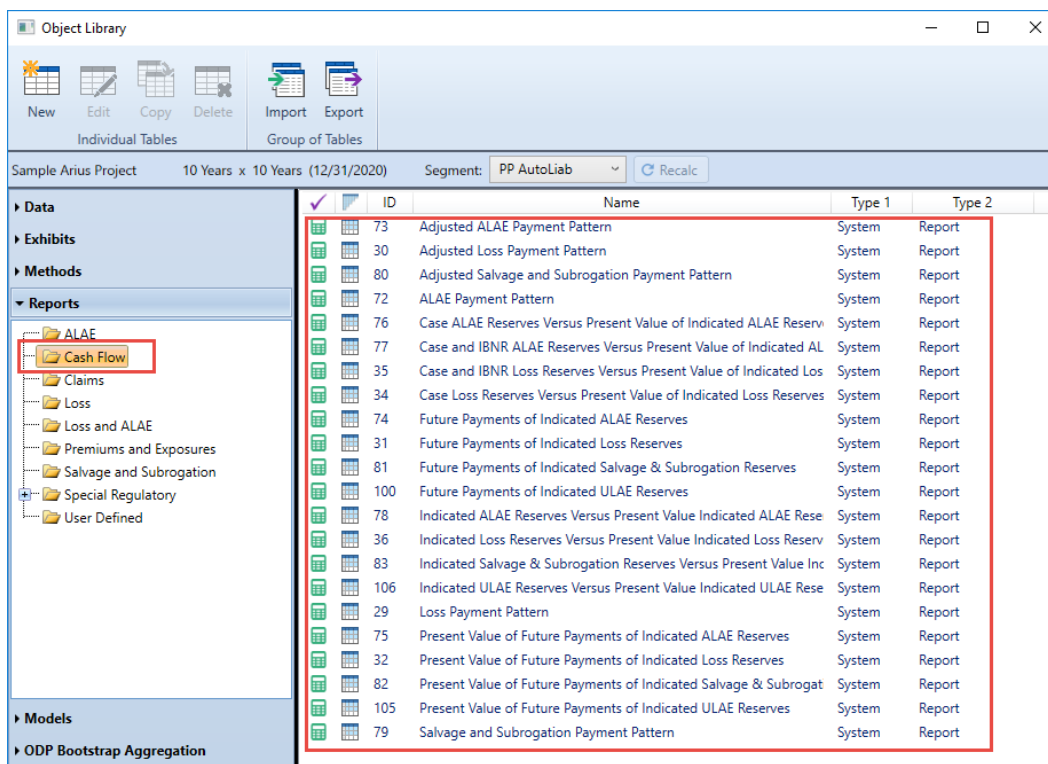 Object Library
New Edit Copy Delete Import Export
Individual Tables Group of Tables
Sample Arius Project 10 Years x 10 Years (12/31/2020) Segment: PP AutoLiab Recalc
Data
Exhibits
Methods
Reports
ALAE
Cash Flow
Claims
Loss
Loss and ALAE
Premiums and Exposures
Salvage and Subrogation
Special Regulatory
User Defined
Models
ODP Bootstrap Aggregation
ID Name Type 1 Type 2
73 Adjusted ALAE Payment Pattern System Report
30 Adjusted Loss Payment Pattern System Report
80 Adjusted Salvage and Subrogation Payment Pattern System Report
72 ALAE Payment Pattern System Report
76 Case ALAE Reserves Versus Present Value of Indicated ALAE Reserv System Report
77 Case and IBNR ALAE Reserves Versus Present Value of Indicated AL System Report
35 Case and IBNR Loss Reserves Versus Present Value of Indicated Los System Report
34 Case Loss Reserves Versus Present Value of Indicated Loss Reserves System Report
74 Future Payments of Indicated ALAE Reserves System Report
31 Future Payments of Indicated Loss Reserves System Report
81 Future Payments of Indicated Salvage & Subrogation Reserves System Report
100 Future Payments of Indicated ULAE Reserves System Report
78 Indicated ALAE Reserves Versus Present Value Indicated ALAE Rese System Report
36 Indicated Loss Reserves Versus Present Value Indicated Loss Reserv System Report
83 Indicated Salvage & Subrogation Reserves Versus Present Value Inc System Report
106 Indicated ULAE Reserves Versus Present Value Indicated ULAE Rese System Report
29 Loss Payment Pattern System Report
75 Present Value of Future Payments of Indicated ALAE Reserves System Report
32 Present Value of Future Payments of Indicated Loss Reserves System Report
82 Present Value of Future Payments of Indicated Salvage & Subrogat System Report
105 Present Value of Future Payments of Indicated ULAE Reserves System Report
79 Salvage and Subrogation Payment Pattern System Report